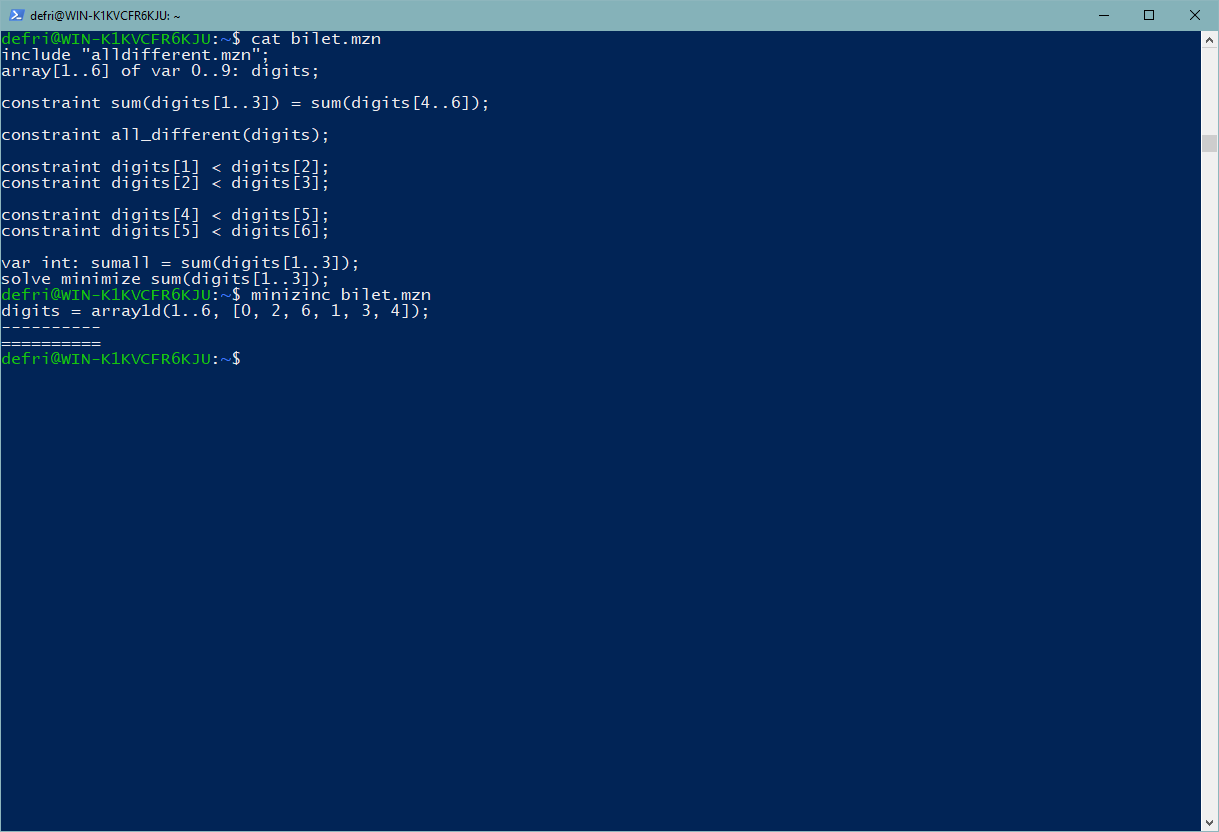 defri@WIN-K1KVCFR6KJU: ~
defri@WIN-K1KVCFR6KJU:~$ cat bilet.mzn
include "alldifferent.mzn";
array[1..6] of var 0..9: digits;
constraint sum(digits[1..3]) = sum(digits[4..6]);
constraint all_different(digits);
constraint digits[1] < digits[2];
constraint digits[2] < digits[3];
constraint digits[4] < digits[5];
constraint digits[5] < digits[6];
var int: sumall = sum(digits[1..3]);
solve minimize sum(digits[1..3]);
defri@WIN-K1KVCFR6KJU:~$ minizinc bilet.mzn
digits = array1d(1..6, [0, 2, 6, 1, 3, 4]);
----------
==========
defri@WIN-K1KVCFR6KJU:~$